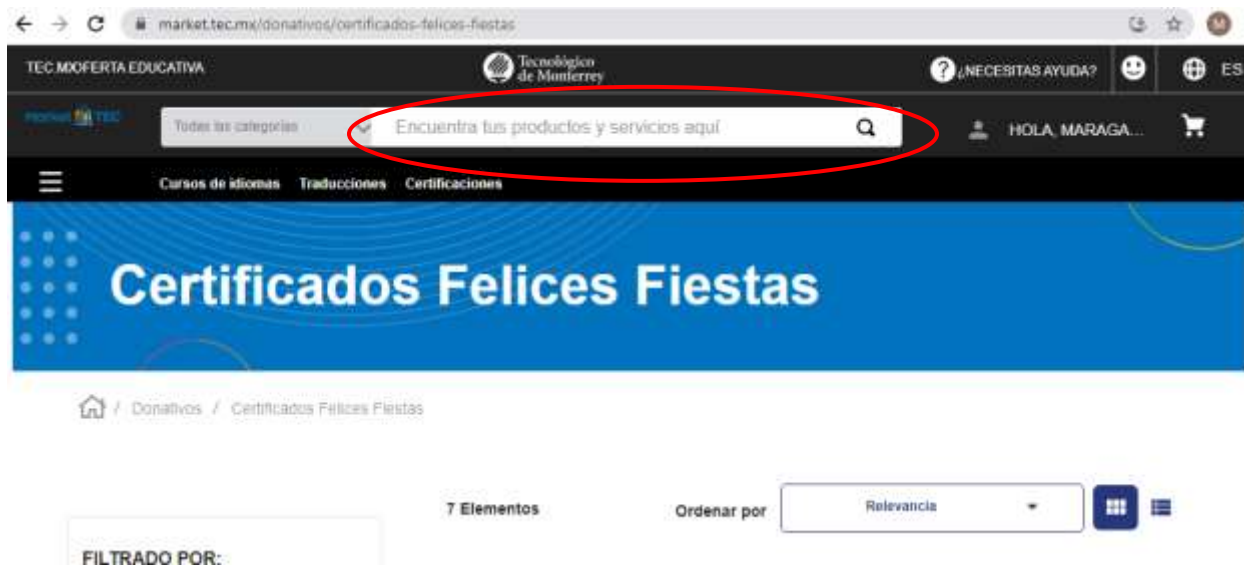 market.tec.mx/donativos/certificados-felices-fiestas
TEC.MX OFERTA EDUCATIVA
Tecnológico
de Monterrey
¿NECESITAS AYUDA?
ES
Market TEC
Todas las categorías
Encuentra tus productos y servicios aquí
HOLA, MARAGA...
Cursos de idiomas Traducciones Certificaciones
Certificados Felices Fiestas
/ Donativos / Certificados Felices Fiestas
7 Elementos
Ordenar por
Relevancia
FILTRADO POR: